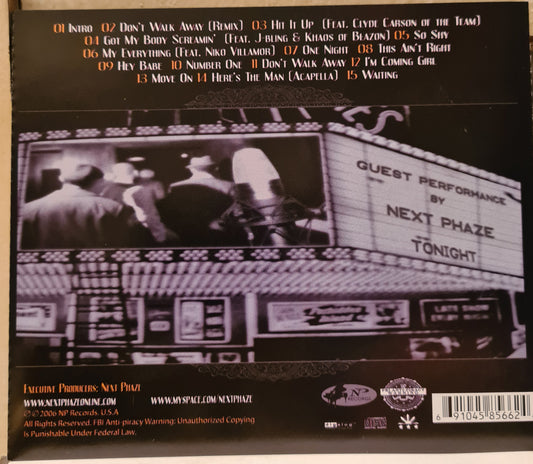 01 Intro 02 Don't Walk Away (Remix) 03 Hit It Up (Feat. Clyde Carson of the Team)
04 Got My Body Screamin' (Feat. J-bling & Khaos of Blazon) 05 So Shy
06 My Everything (Feat. Niko Villamor) 07 One Night 08 This Ain't Right
09 Hey Babe 10 Number One 11 Don't Walk Away 12 I'm Coming Girl
13 Move On 14 Here's The Man (Acapella) 15 Waiting
GUEST PERFORMANCE
BY
NEXT PHAZE
TONIGHT
LATE SHOW
Executive Producers: Next Phaze
www.nextphazeonline.com www.myspace.com/nextphaze
℗ © 2006 NP Records. U.S.A
All Rights Reserved. FBI Anti-piracy Warning: Unauthorized Copying
is Punishable Under Federal Law.
NP
RECORDS
6 91045 85662